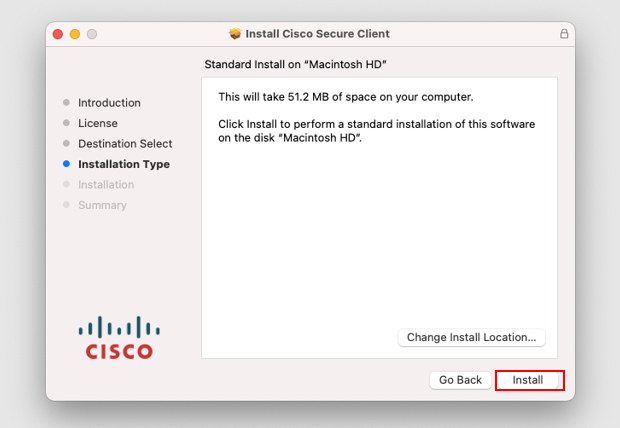 Install Cisco Secure Client
Standard Install on “Macintosh HD”
Introduction
License
Destination Select
Installation Type
Installation
Summary
This will take 51.2 MB of space on your computer.
Click Install to perform a standard installation of this software
on the disk “Macintosh HD”.
CISCO
Change Install Location...
Go Back
Install